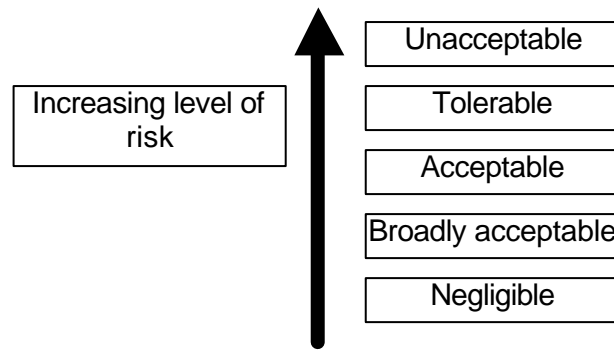 Increasing level of
risk
Unacceptable
Tolerable
Acceptable
Broadly acceptable
Negligible